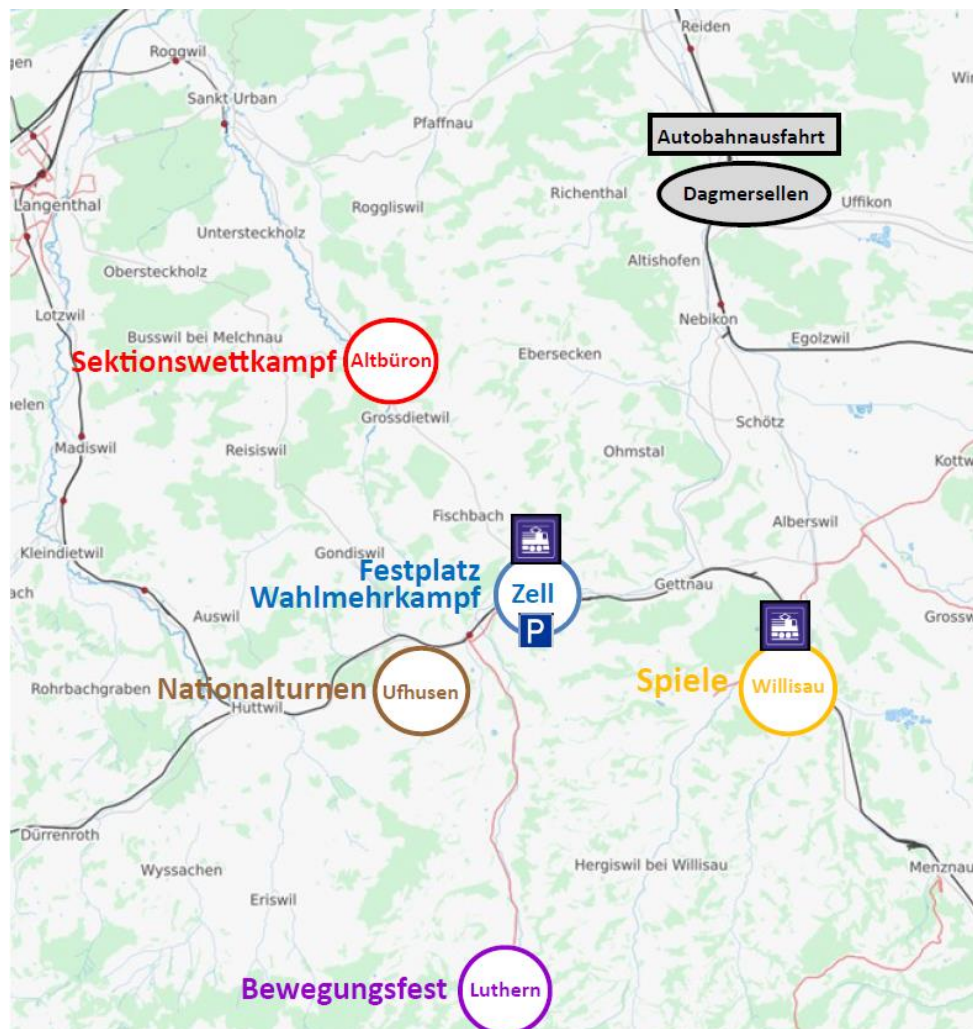 Reiden
Roggwil
Sankt Urban
Pfaffnau
Autobahnausfahrt
Dagmersellen
Richenthal
Uffikon
Langenthal
Roggliswil
Untersteckholz
Obersteckholz
Altishofen
Lotzwil
Nebikon
Busswil bei Melchnau
Egolzwil
Sektionswettkampf
Altbüron
Ebersecken
Grossdietwil
Schötz
Madiswil
Reisiswil
Ohmstal
Fischbach
Alberswil
Kleindietwil
Gondiswil
Festplatz
Wahlmehrkampf
Zell
P
Gettnau
Auswil
Rohrbachgraben
Nationalturnen
Ufhusen
Spiele
Willisau
Huttwil
Dürrenroth
Wyssachen
Hergiswil bei Willisau
Menznau
Eriswil
Bewegungsfest
Luthern